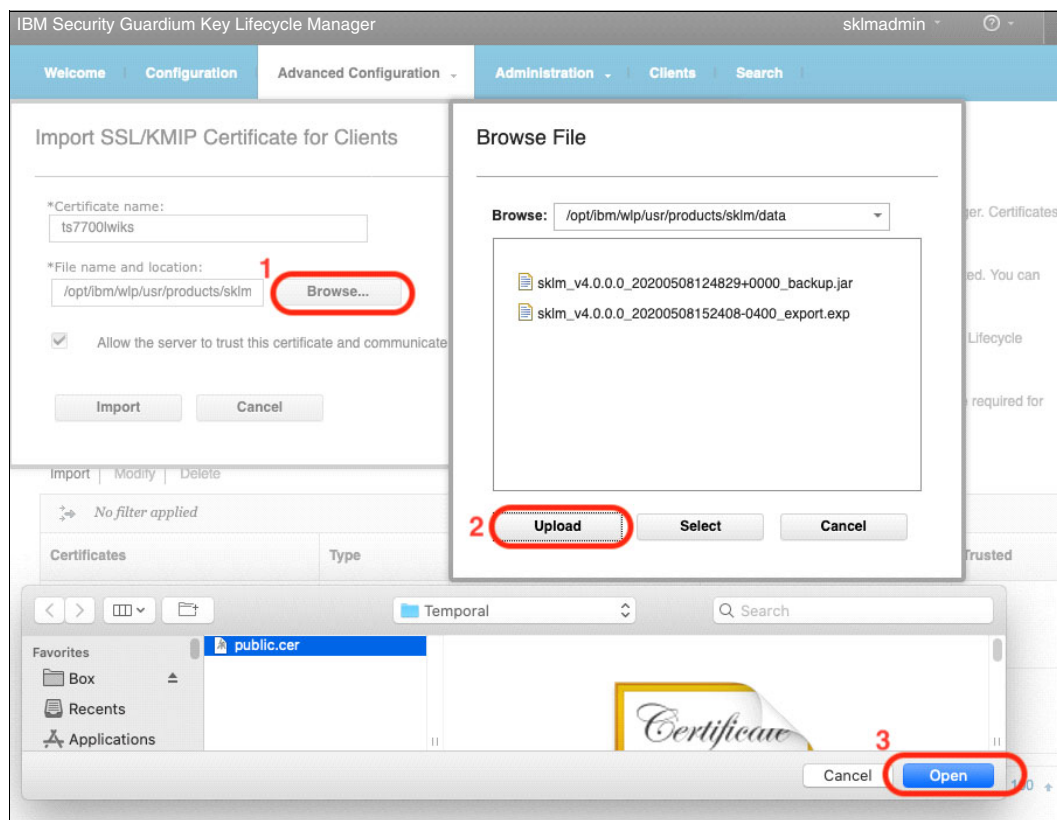 IBM Security Guardium Key Lifecycle Manager sklmadmin ?
Welcome Configuration Advanced Configuration Administration Clients Search
Import SSL/KMIP Certificate for Clients
*Certificate name:
ts7700lwiks
*File name and location:
1
/opt/ibm/wlp/usr/products/sklm
Browse...
Allow the server to trust this certificate and communicate
Import Cancel
Browse File
Browse: /opt/ibm/wlp/usr/products/sklm/data
sklm_v4.0.0.0_20200508124829+0000_backup.jar
sklm_v4.0.0.0_20200508152408-0400_export.exp
2 Upload Select Cancel
ger. Certificates
ed. You can
Lifecycle
required for
Import Modify Delete
No filter applied
Certificates Type Trusted
Temporal Search
Favorites
Box
Recents
Applications
public.cer
Certificate
3
Cancel Open